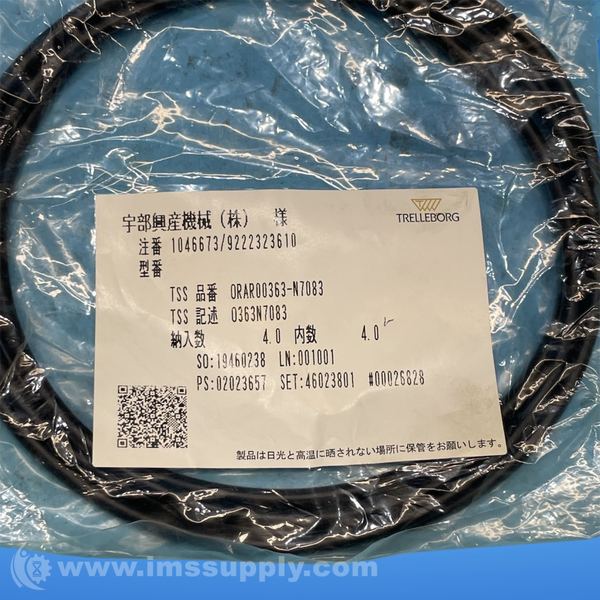 宇部興産機械（株） 様
TRELLEBORG
注番 1046673/9222323610
型番
TSS 品番 ORAR00363-N7083
TSS 記述 0363N7083
納入数 4.0 内数 4.0
SO:19460238 LN:001001
PS:02023657 SET:46023801 #00026828
製品は日光と高温に晒されない場所に保管をお願いします。
www.imssupply.com